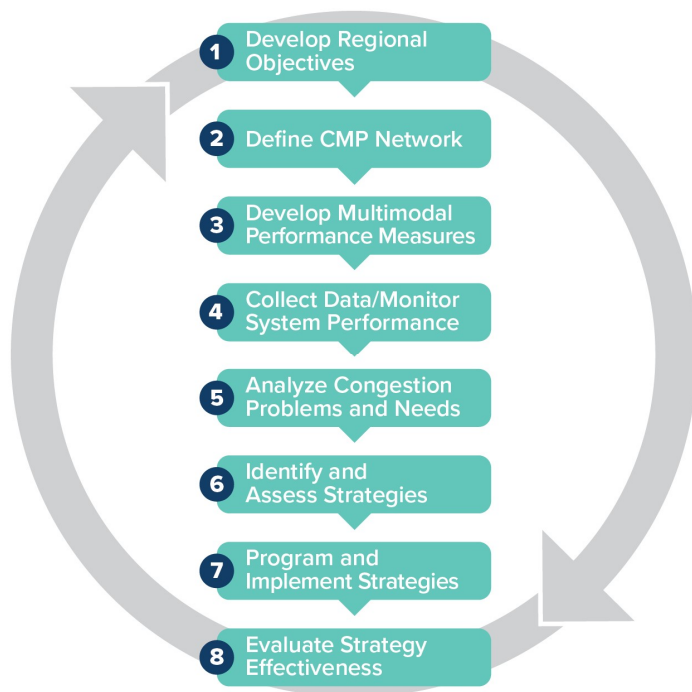 1
Develop Regional
Objectives
2
Define CMP Network
3
Develop Multimodal
Performance Measures
4
Collect Data/Monitor
System Performance
5
Analyze Congestion
Problems and Needs
6
Identify and
Assess Strategies
7
Program and
Implement Strategies
8
Evaluate Strategy
Effectiveness